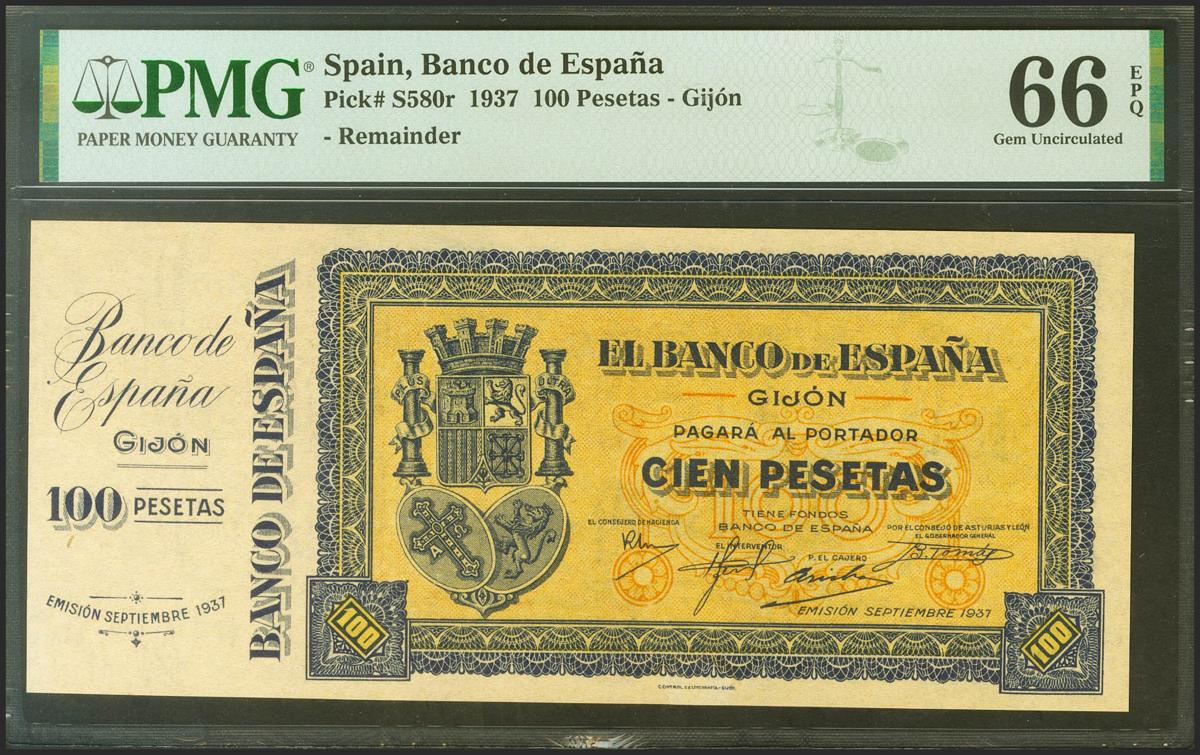 PMG®
PAPER MONEY GUARANTY
Spain, Banco de España
Pick# S580r 1937 100 Pesetas - Gijón
- Remainder
66
EPQ
Gem Uncirculated
Banco de
España
GIJÓN
100 PESETAS
EMISIÓN SEPTIEMBRE 1937
BANCO DE ESPAÑA
PLUS
ULTRA
EL BANCO DE ESPAÑA
GIJÓN
PAGARÁ AL PORTADOR
CIEN PESETAS
TIENE FONDOS
BANCO DE ESPAÑA
EL CONSEJERO DE HACIENDA
EL INTERVENTOR
P. EL CAJERO
POR EL CONSEJO DE ASTURIAS Y LEÓN
EL GOBERNADOR GENERAL
B. Tomás
EMISIÓN SEPTIEMBRE 1937
100
100